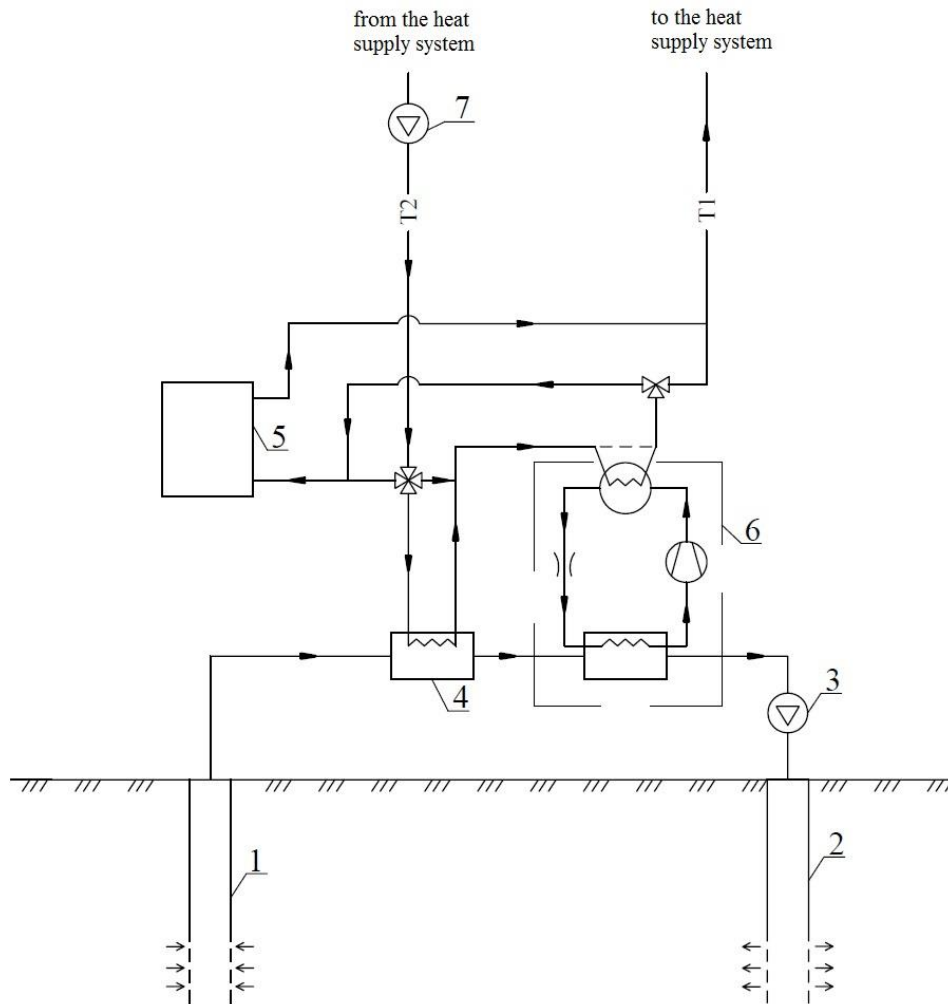 from the heat
supply system
to the heat
supply system
7
T2
T1
5
6
4
3
1
2